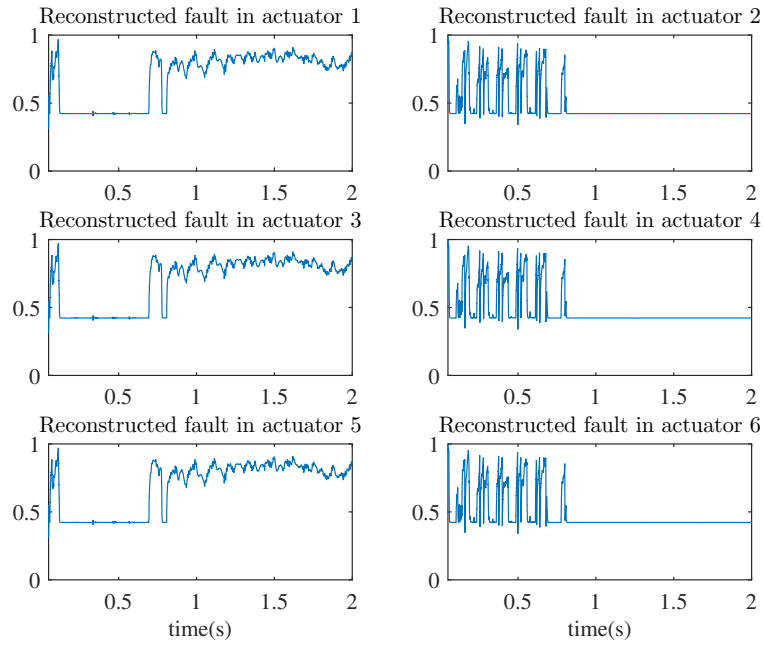 Reconstructed fault in actuator 1
1
0.5
0
0.5 1 1.5 2
Reconstructed fault in actuator 2
1
0.5
0
0.5 1 1.5 2
Reconstructed fault in actuator 3
1
0.5
0
0.5 1 1.5 2
Reconstructed fault in actuator 4
1
0.5
0
0.5 1 1.5 2
Reconstructed fault in actuator 5
1
0.5
0
0.5 1 1.5 2
time(s)
Reconstructed fault in actuator 6
1
0.5
0
0.5 1 1.5 2
time(s)